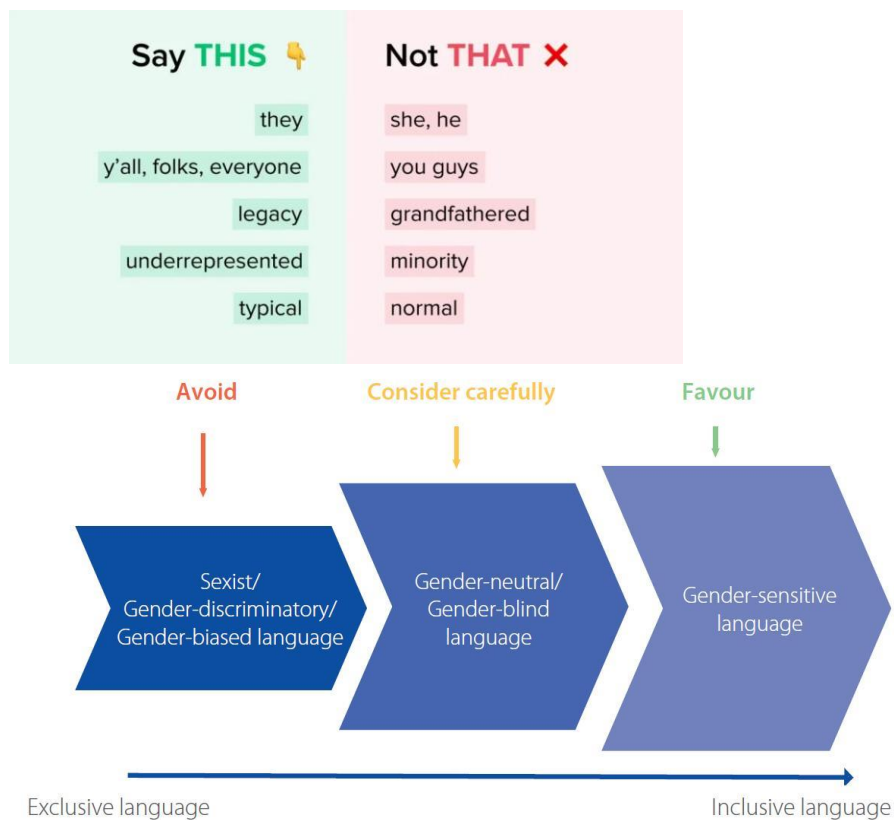 Say THIS 👇
Not THAT ❌
they
she, he
y'all, folks, everyone
you guys
legacy
grandfathered
underrepresented
minority
typical
normal
Avoid
Consider carefully
Favour
Sexist/
Gender-discriminatory/
Gender-biased language
Gender-neutral/
Gender-blind
language
Gender-sensitive
language
Exclusive language
Inclusive language